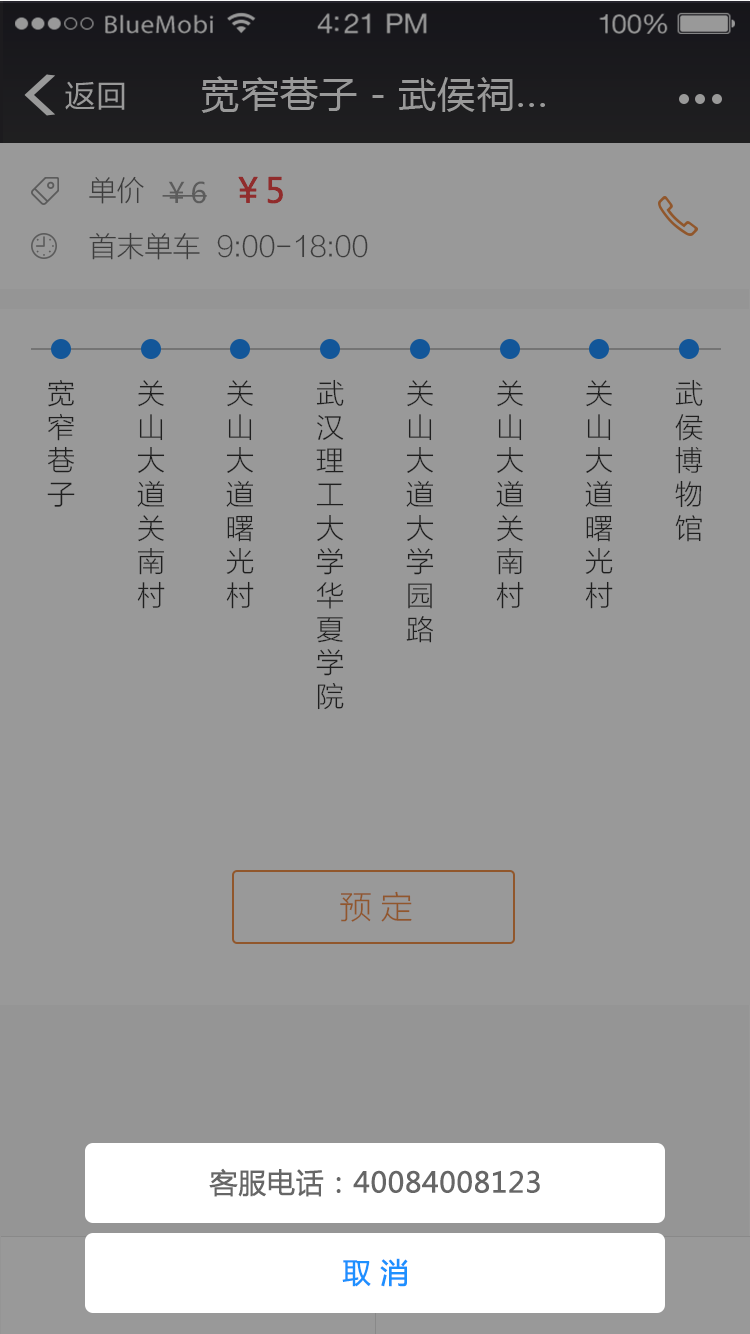 BlueMobi 4:21 PM 100%
返回 宽窄巷子 - 武侯祠...
单价 ¥6 ¥5
首末单车 9:00-18:00
宽窄巷子
关山大道关南村
关山大道曙光村
武汉理工大学华夏学院
关山大道大学园路
关山大道关南村
关山大道曙光村
武侯博物馆
预定
客服电话：40084008123
取消